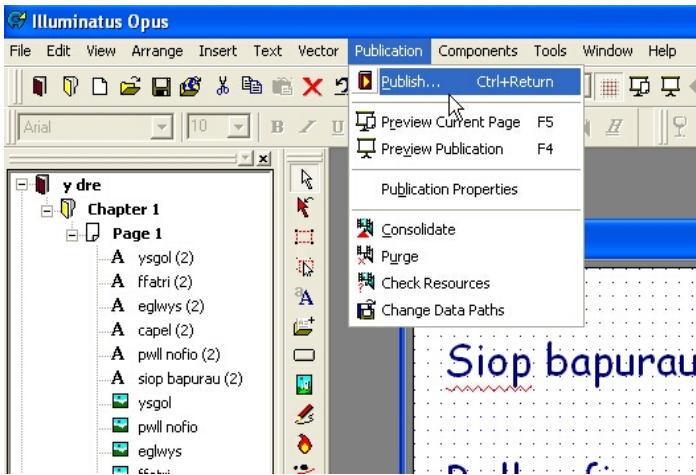 Illuminatus Opus
File Edit View Arrange Insert Text Vector Publication Components Tools Window Help
Publish... Ctrl+Return
Arial 10 B I U H
Preview Current Page F5
Preview Publication F4
Publication Properties
Consolidate
Purge
Check Resources
Change Data Paths
y dre
Chapter 1
Page 1
A ysgol (2)
A ffatri (2)
A eglwys (2)
A capel (2)
A pwll nofio (2)
A siop bapurau (2)
ysgol
pwll nofio
eglwys
Siop bapurau